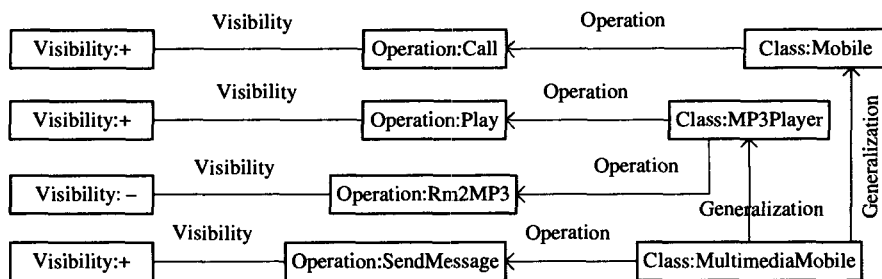 Visibility Operation
Visibility:+ Operation:Call Class:Mobile
Visibility Operation
Visibility:+ Operation:Play Class:MP3Player
Generalization
Visibility Operation
Visibility: – Operation:Rm2MP3
Generalization
Visibility Operation
Visibility:+ Operation:SendMessage Class:MultimediaMobile